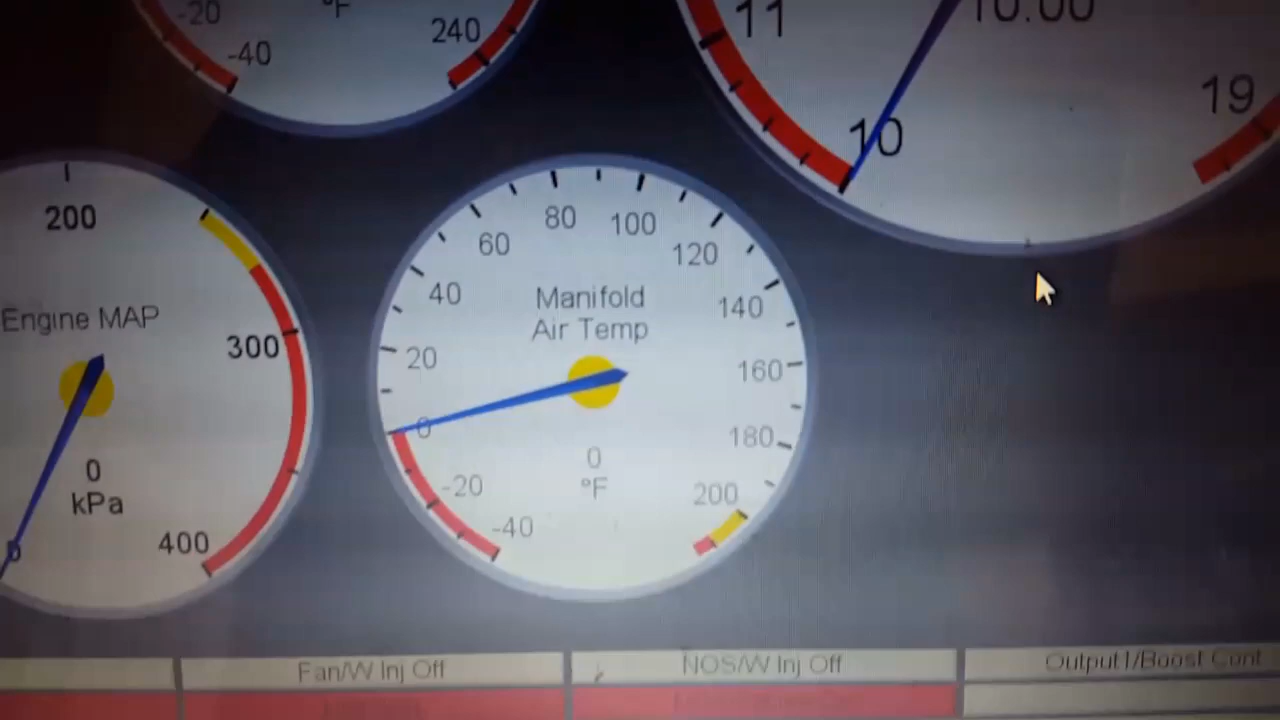 -20
°F
-40
240
11
10.00
10
19
200
300
400
Engine MAP
0
kPa
0
80
100
60
120
40
140
20
160
0
180
-20
200
-40
Manifold
Air Temp
0
°F
Fan/W Inj Off
NOS/W Inj Off
Output1/Boost Cont